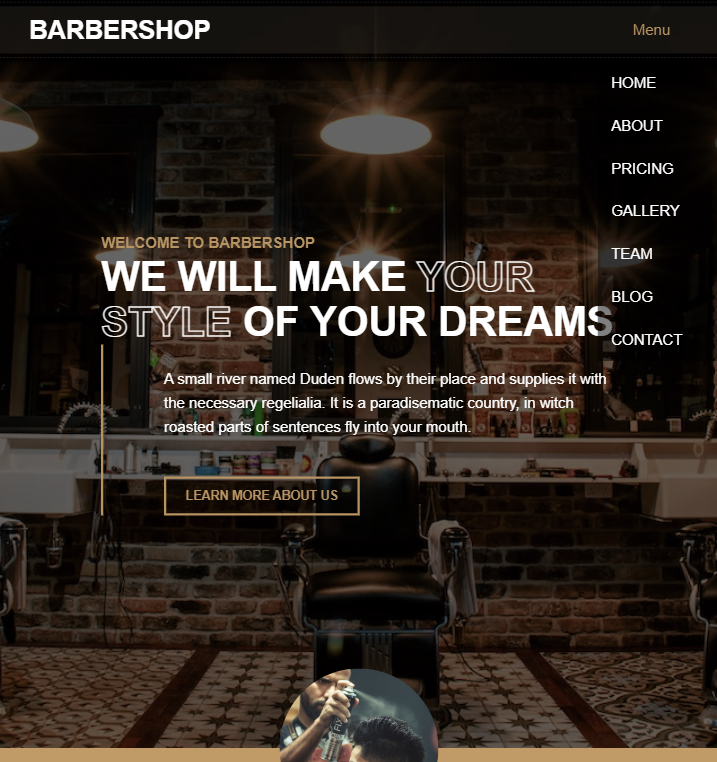 BARBERSHOP
Menu
HOME
ABOUT
PRICING
GALLERY
TEAM
BLOG
CONTACT
WELCOME TO BARBERSHOP
WE WILL MAKE YOUR
STYLE OF YOUR DREAMS
A small river named Duden flows by their place and supplies it with
the necessary regelialia. It is a paradisematic country, in witch
roasted parts of sentences fly into your mouth.
LEARN MORE ABOUT US